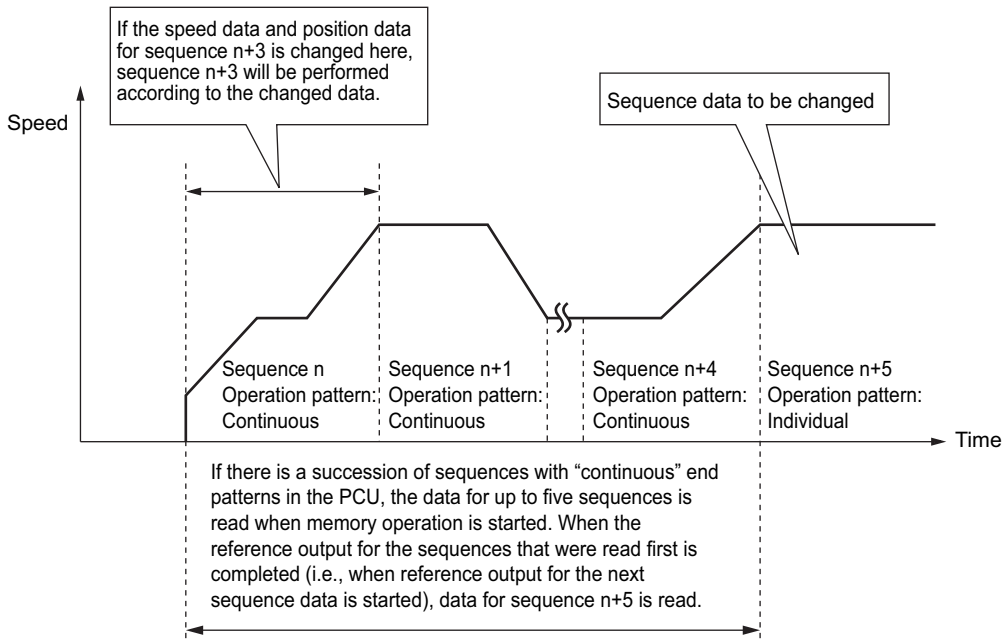 If the speed data and position data
for sequence n+3 is changed here,
sequence n+3 will be performed
according to the changed data.
Sequence data to be changed
Speed
Sequence n
Operation pattern:
Continuous
Sequence n+1
Operation pattern:
Continuous
Sequence n+4
Operation pattern:
Continuous
Sequence n+5
Operation pattern:
Individual
Time
If there is a succession of sequences with “continuous” end
patterns in the PCU, the data for up to five sequences is
read when memory operation is started. When the
reference output for the sequences that were read first is
completed (i.e., when reference output for the next
sequence data is started), data for sequence n+5 is read.